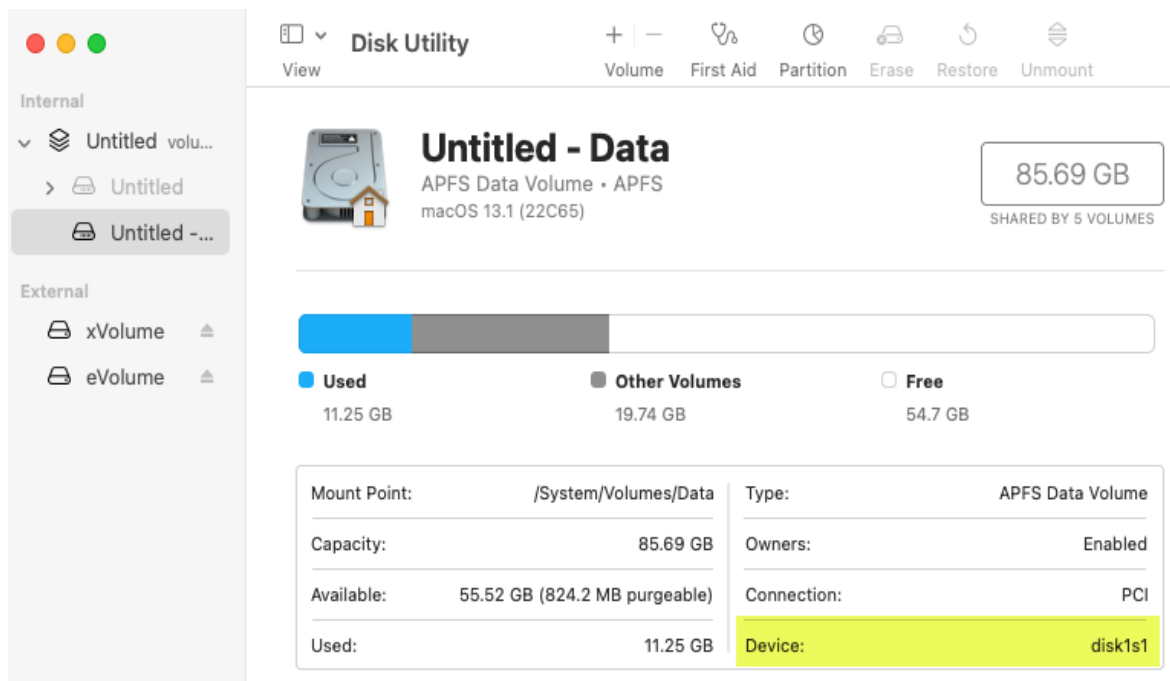 Disk Utility
View
Volume First Aid Partition Erase Restore Unmount
Internal
Untitled volu...
Untitled
Untitled -...
External
xVolume
eVolume
Untitled - Data
APFS Data Volume • APFS
macOS 13.1 (22C65)
85.69 GB
SHARED BY 5 VOLUMES
Used
11.25 GB
Other Volumes
19.74 GB
Free
54.7 GB
Mount Point: /System/Volumes/Data
Capacity: 85.69 GB
Available: 55.52 GB (824.2 MB purgeable)
Used: 11.25 GB
Type: APFS Data Volume
Owners: Enabled
Connection: PCI
Device: disk1s1